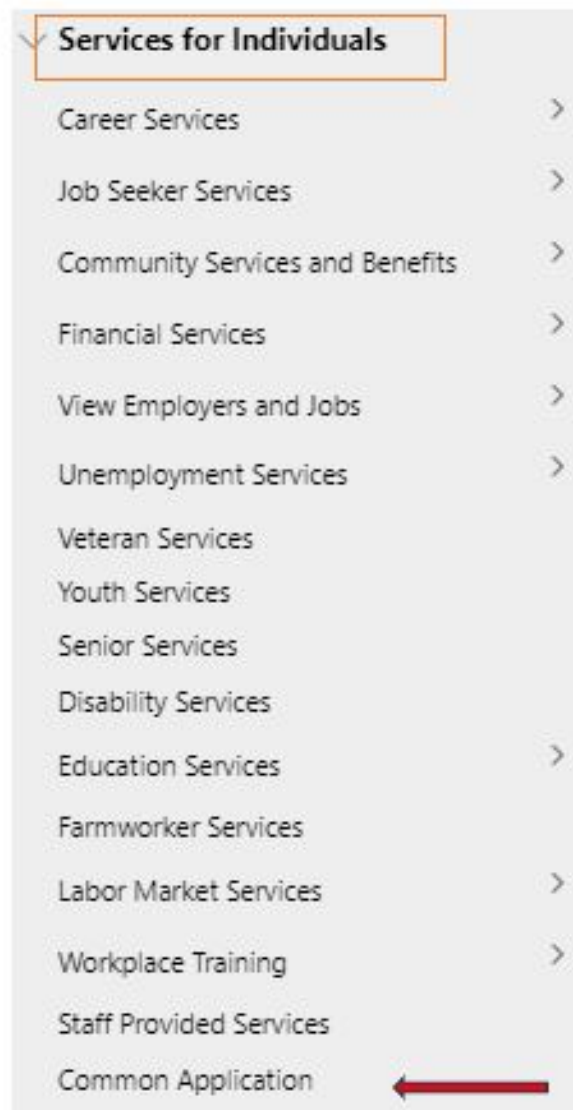 Services for Individuals
Career Services
Job Seeker Services
Community Services and Benefits
Financial Services
View Employers and Jobs
Unemployment Services
Veteran Services
Youth Services
Senior Services
Disability Services
Education Services
Farmworker Services
Labor Market Services
Workplace Training
Staff Provided Services
Common Application